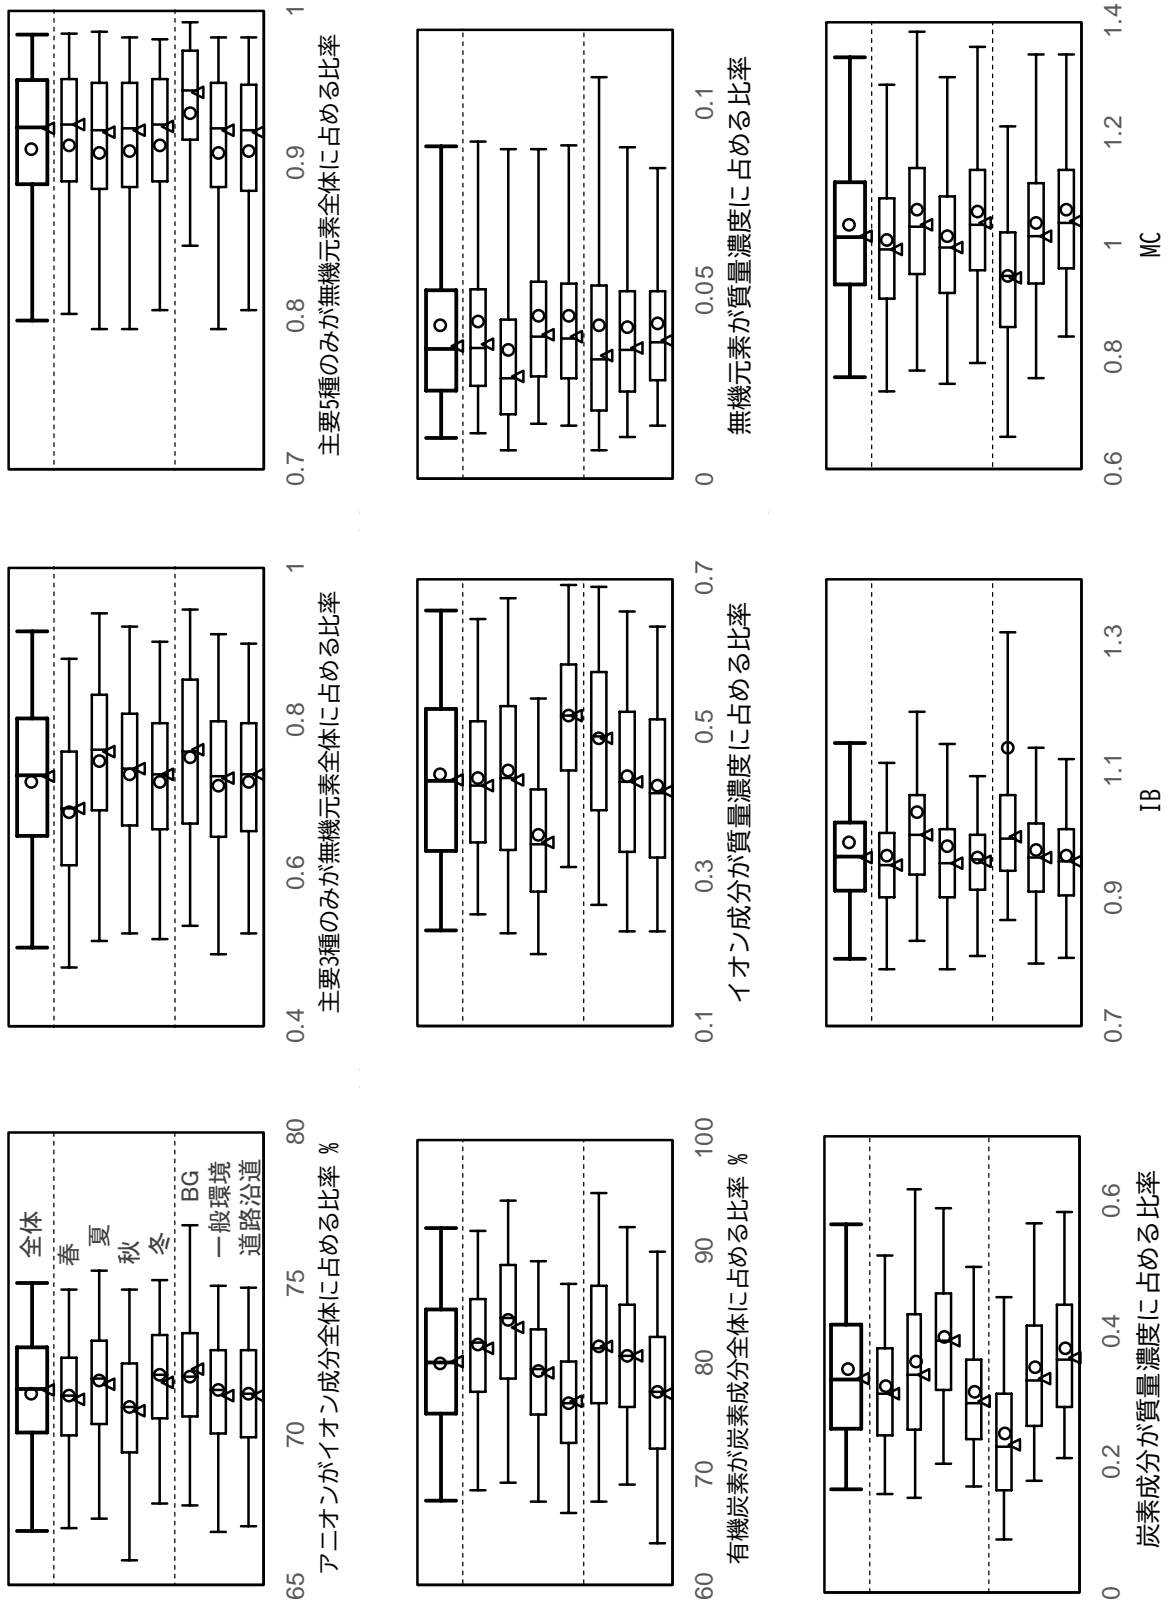 全体
春
夏
秋
冬
BG
一般環境
道路沿道
65 70 75 80
アニオンがイオン成分全体に占める比率 %
0.4 0.6 0.8 1
主要3種のみが無機元素全体に占める比率
0.7 0.8 0.9 1
主要5種のみが無機元素全体に占める比率
60 70 80 90 100
有機炭素が炭素成分全体に占める比率 %
0.1 0.3 0.5 0.7
イオン成分が質量濃度に占める比率
0 0.05 0.1
無機元素が質量濃度に占める比率
0 0.2 0.4 0.6
炭素成分が質量濃度に占める比率
0.7 0.9 1.1 1.3
IB
0.6 0.8 1 1.2 1.4
MC